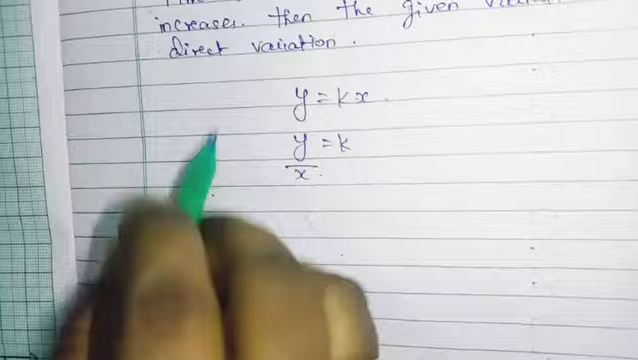 increases. then the given
direct variation.
y = kx.
y/x = k